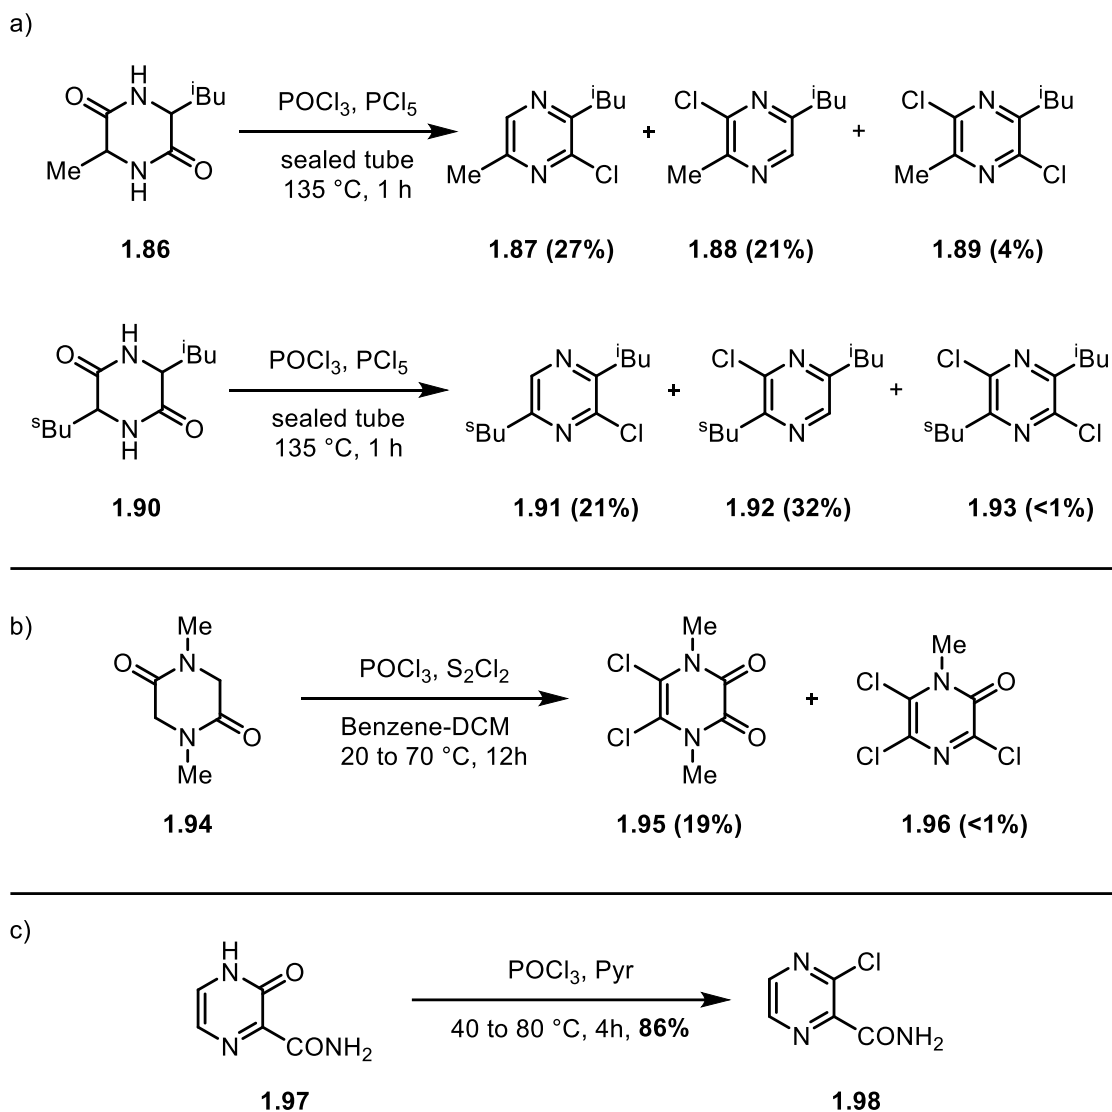 a)
H
N
iBu
O
Me
N
H
O
POCl3, PCl5
sealed tube
135 °C, 1 h
N
iBu
Me
N
Cl
+
Cl
N
iBu
Me
N
+
Cl
N
iBu
Me
N
Cl
1.86
1.87 (27%)
1.88 (21%)
1.89 (4%)
H
N
iBu
O
sBu
N
H
O
POCl3, PCl5
sealed tube
135 °C, 1 h
N
iBu
sBu
N
Cl
+
Cl
N
iBu
sBu
N
+
Cl
N
iBu
sBu
N
Cl
1.90
1.91 (21%)
1.92 (32%)
1.93 (<1%)
b)
Me
N
O
N
O
Me
POCl3, S2Cl2
Benzene-DCM
20 to 70 °C, 12h
Me
Cl
N
O
Cl
N
O
Me
+
Me
Cl
N
O
Cl
N
Cl
1.94
1.95 (19%)
1.96 (<1%)
c)
H
N
O
N
CONH2
POCl3, Pyr
40 to 80 °C, 4h, 86%
N
Cl
N
CONH2
1.97
1.98